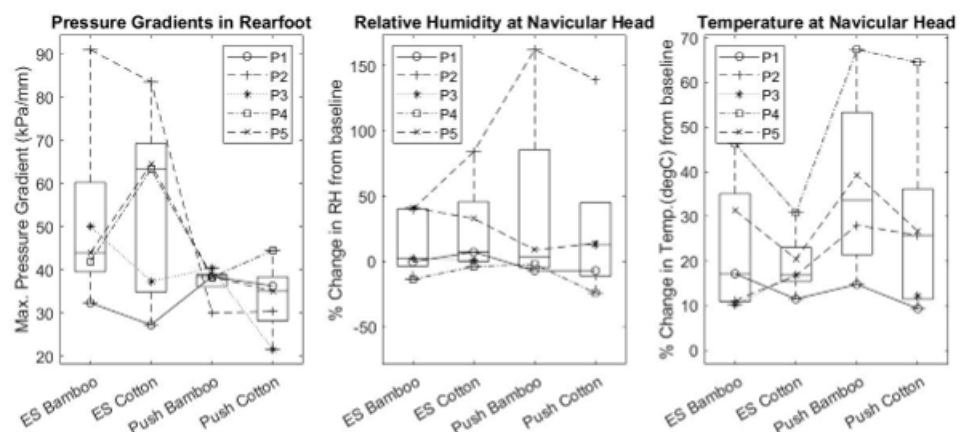 Pressure Gradients in Rearfoot
Max. Pressure Gradient (kPa/mm)
90
80
70
60
50
40
30
20
P1
P2
P3
P4
P5
ES Bamboo
ES Cotton
Push Bamboo
Push Cotton
Relative Humidity at Navicular Head
% Change in RH from baseline
150
100
50
0
-50
P1
P2
P3
P4
P5
ES Bamboo
ES Cotton
Push Bamboo
Push Cotton
Temperature at Navicular Head
% Change in Temp.(degC) from baseline
70
60
50
40
30
20
10
0
P1
P2
P3
P4
P5
ES Bamboo
ES Cotton
Push Bamboo
Push Cotton